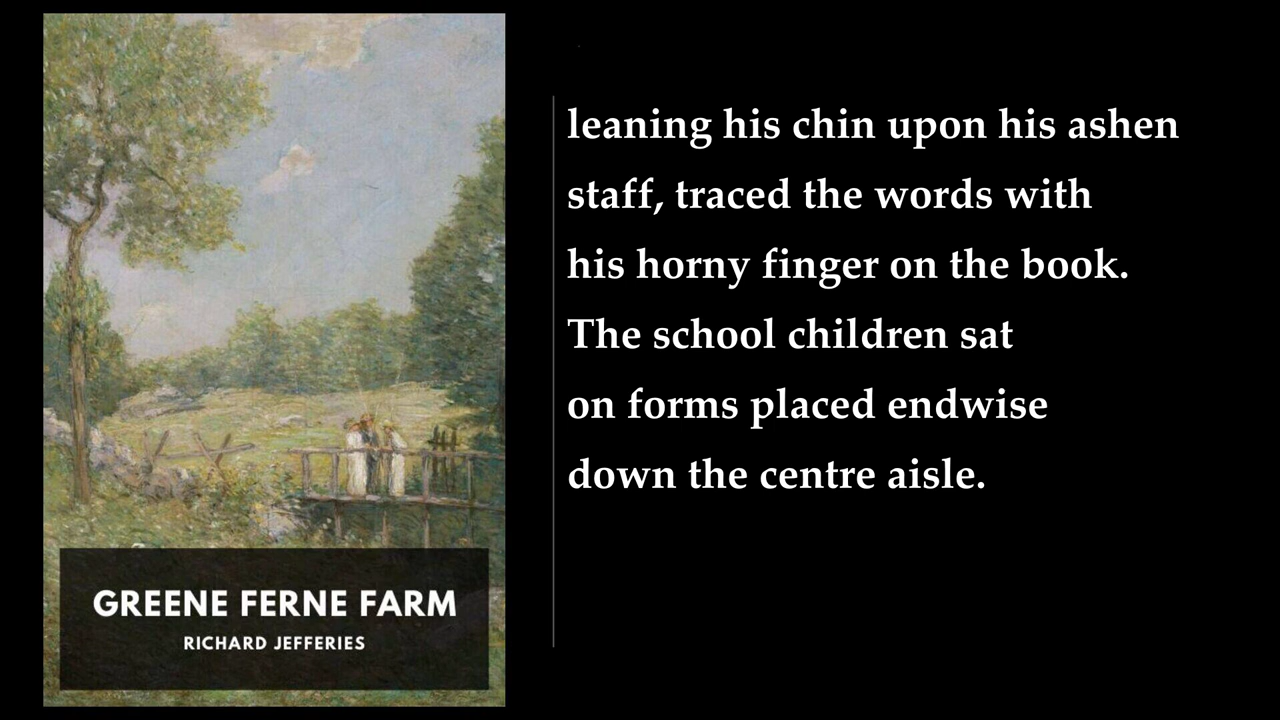 leaning his chin upon his ashen
staff, traced the words with
his horny finger on the book.
The school children sat
on forms placed endwise
down the centre aisle.
GREENE FERNE FARM
RICHARD JEFFERIES